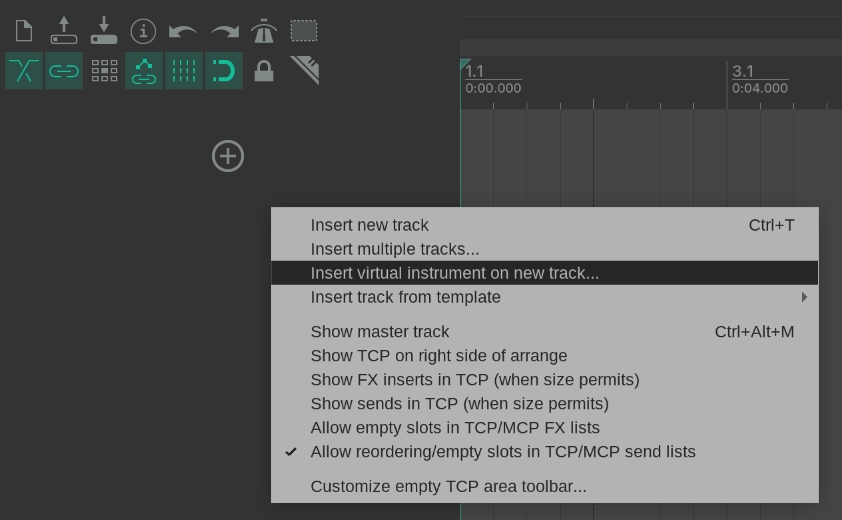 1.1
0:00.000
3.1
0:04.000
Insert new track Ctrl+T
Insert multiple tracks...
Insert virtual instrument on new track...
Insert track from template
Show master track Ctrl+Alt+M
Show TCP on right side of arrange
Show FX inserts in TCP (when size permits)
Show sends in TCP (when size permits)
Allow empty slots in TCP/MCP FX lists
Allow reordering/empty slots in TCP/MCP send lists
Customize empty TCP area toolbar...